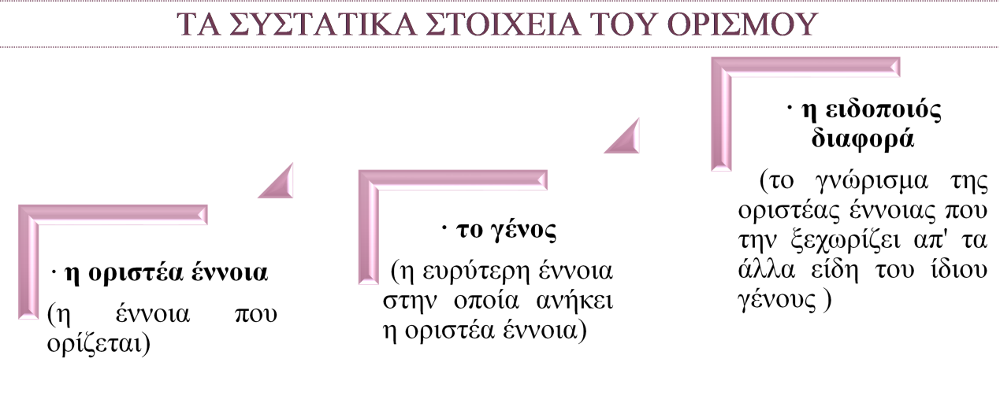 ΤΑ ΣΥΣΤΑΤΙΚΑ ΣΤΟΙΧΕΙΑ ΤΟΥ ΟΡΙΣΜΟΥ
· η οριστέα έννοια
(η έννοια που
ορίζεται)
· το γένος
(η ευρύτερη έννοια
στην οποία ανήκει
η οριστέα έννοια)
· η ειδοποιός
διαφορά
(το γνώρισμα της
οριστέας έννοιας που
την ξεχωρίζει απ' τα
άλλα είδη του ίδιου
γένους )